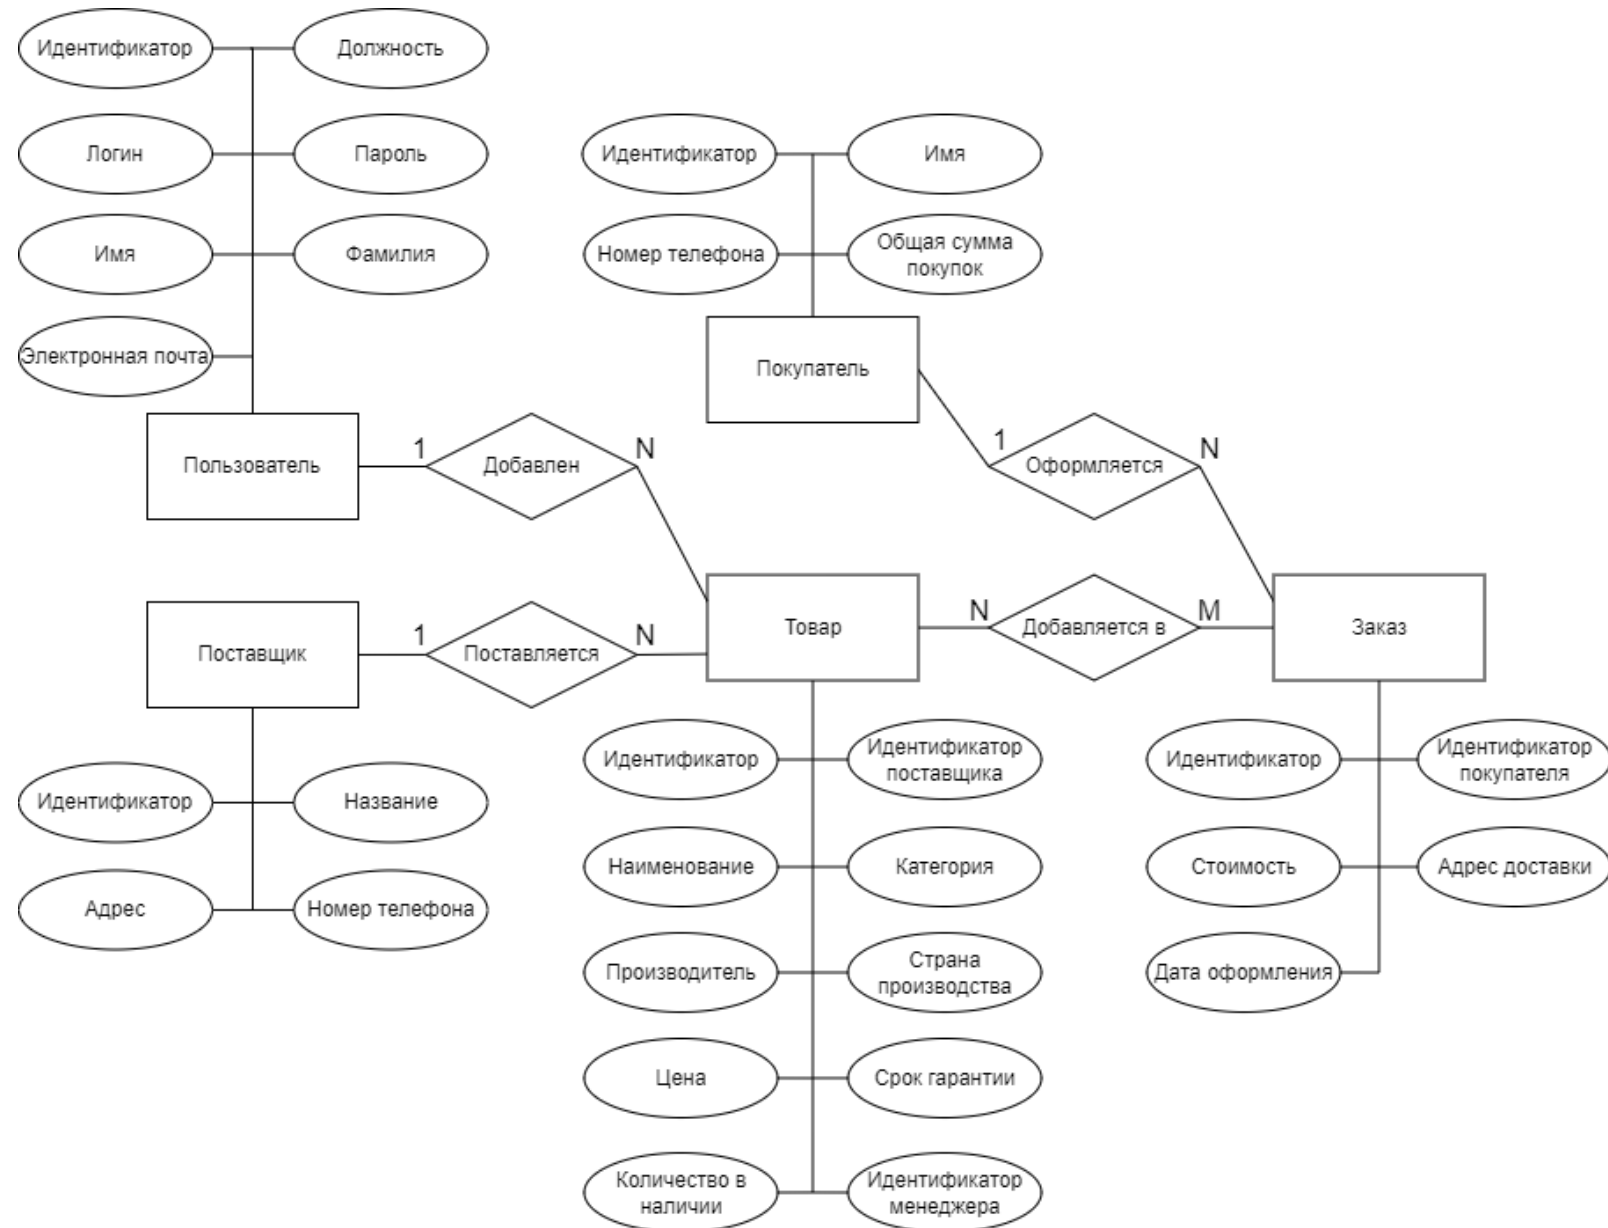 Идентификатор
Должность
Логин
Пароль
Имя
Фамилия
Электронная почта
Идентификатор
Имя
Номер телефона
Общая сумма
покупок
Покупатель
Пользователь
1
Добавлен
N
1
Оформляется
N
Поставщик
1
Поставляется
N
Товар
N
Добавляется в
M
Заказ
Идентификатор
Название
Адрес
Номер телефона
Идентификатор
Идентификатор
поставщика
Наименование
Категория
Производитель
Страна
производства
Цена
Срок гарантии
Количество в
наличии
Идентификатор
менеджера
Идентификатор
Идентификатор
покупателя
Стоимость
Адрес доставки
Дата оформления